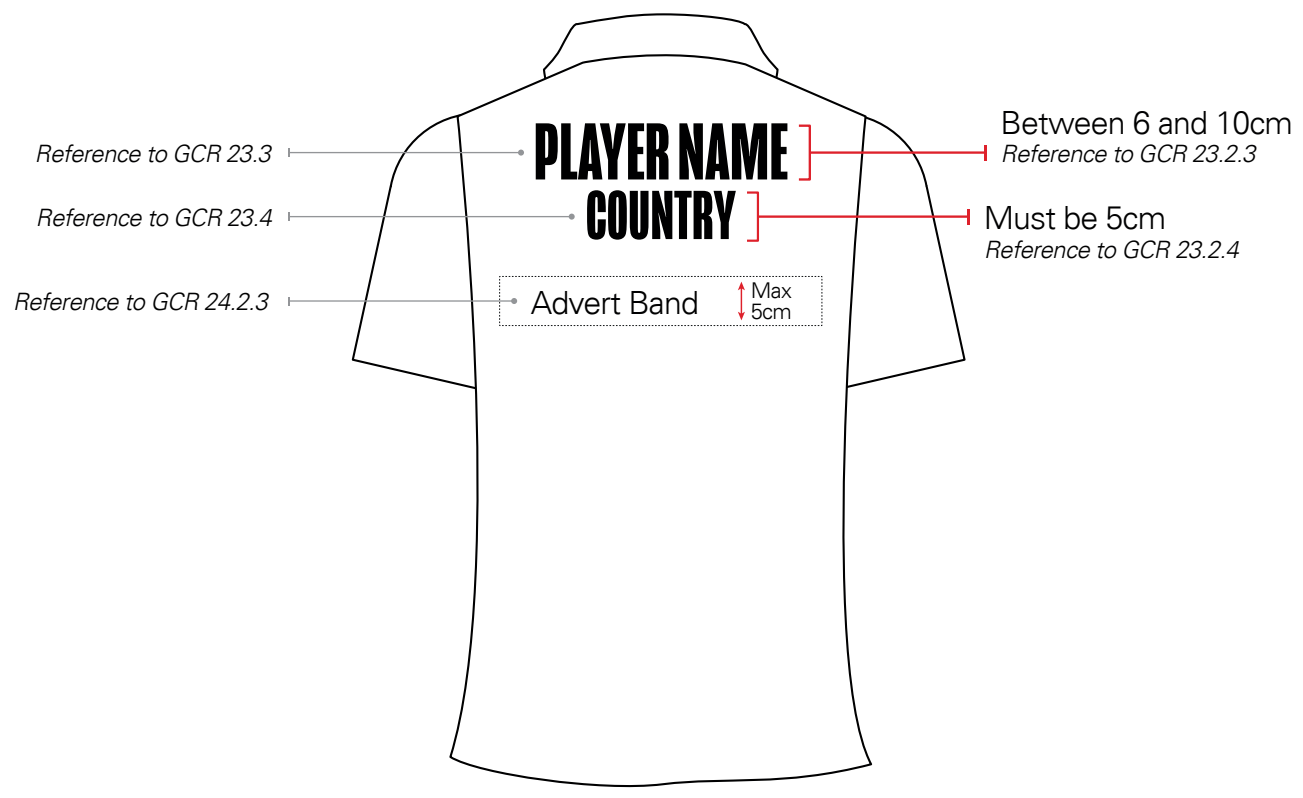 PLAYER NAME
Between 6 and 10cm
Reference to GCR 23.3
Reference to GCR 23.2.3
COUNTRY
Reference to GCR 23.4
Must be 5cm
Reference to GCR 23.2.4
Reference to GCR 24.2.3
Advert Band
Max
5cm